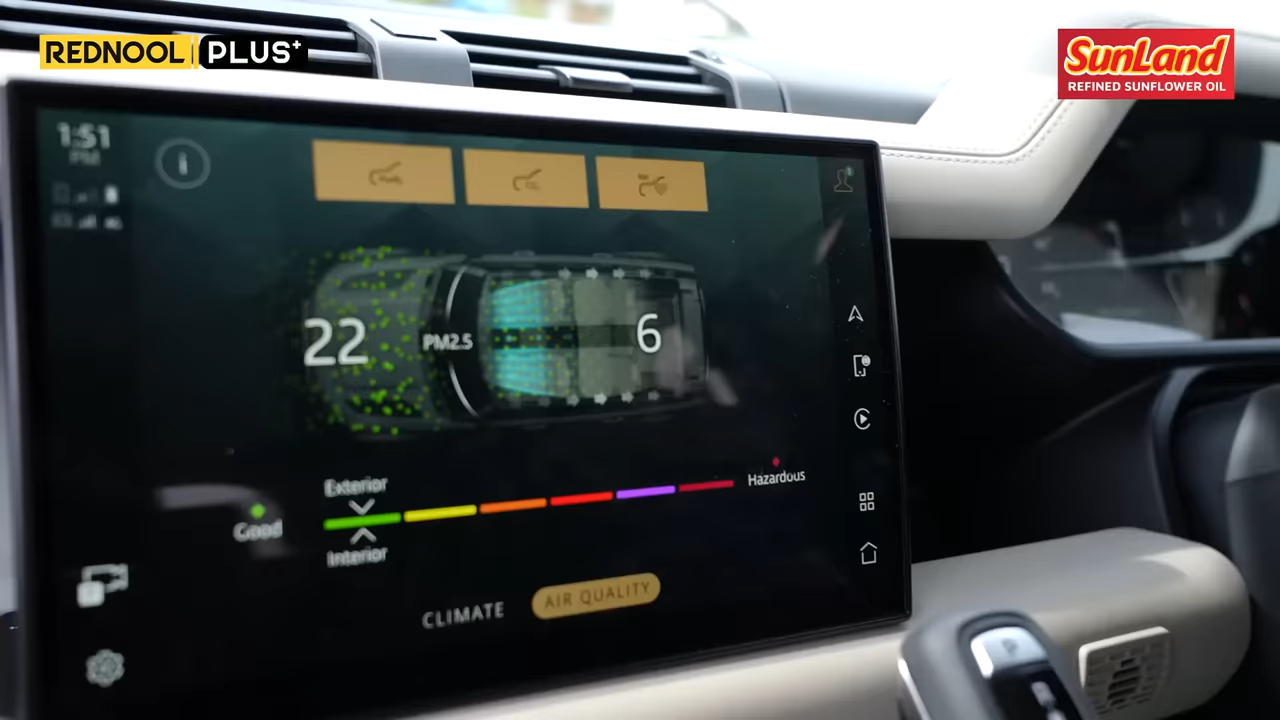 REDNOOL PLUS+
SunLand
REFINED SUNFLOWER OIL
1:51
PM
22
PM2.5
6
Exterior
Good
Hazardous
Interior
CLIMATE
AIR QUALITY